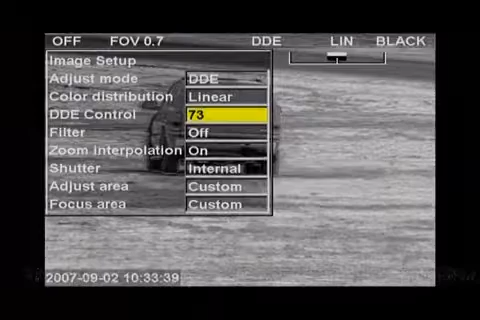 OFF FOV 0.7 DDE LIN BLACK
Image Setup
Adjust mode DDE
Color distribution Linear
DDE Control 73
Filter Off
Zoom interpolation On
Shutter Internal
Adjust area Custom
Focus area Custom
2007-09-02 10:33:39